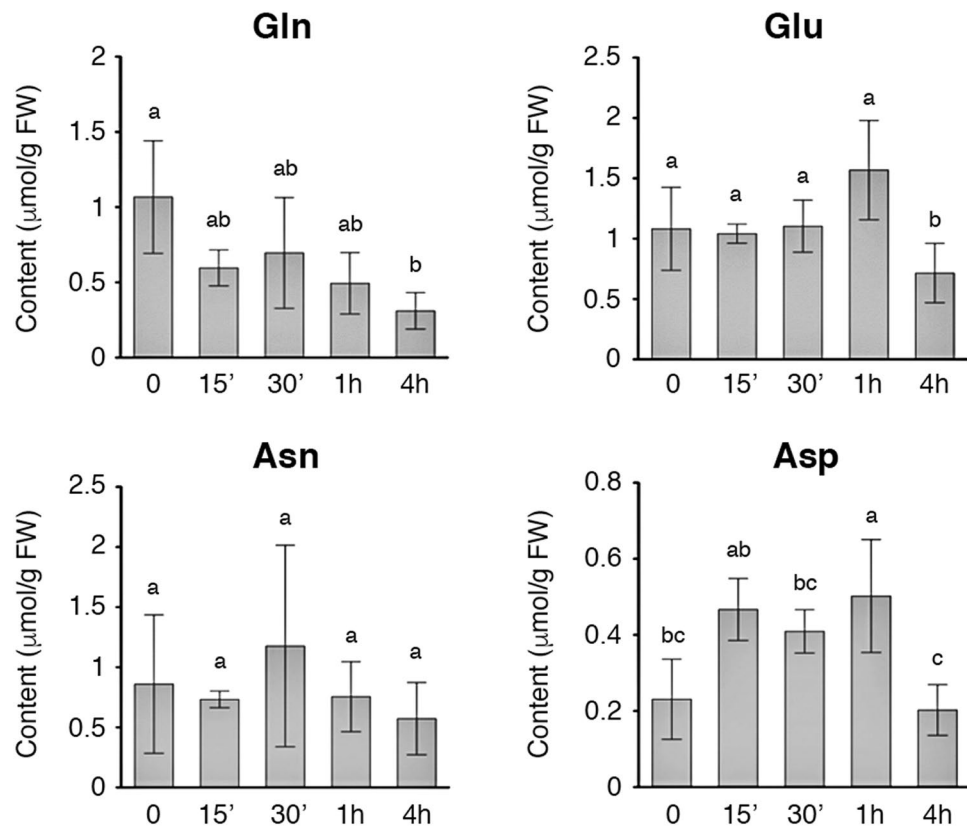 Gln
Content (μmol/g FW)
2
1.5
1
0.5
0
a
ab
ab
ab
b
0 15’ 30’ 1h 4h
Glu
Content (μmol/g FW)
2.5
2
1.5
1
0.5
0
a
a
a
a
b
0 15’ 30’ 1h 4h
Asn
Content (μmol/g FW)
2.5
2
1.5
1
0.5
0
a
a
a
a
a
0 15’ 30’ 1h 4h
Asp
Content (μmol/g FW)
0.8
0.6
0.4
0.2
0
bc
ab
bc
a
c
0 15’ 30’ 1h 4h